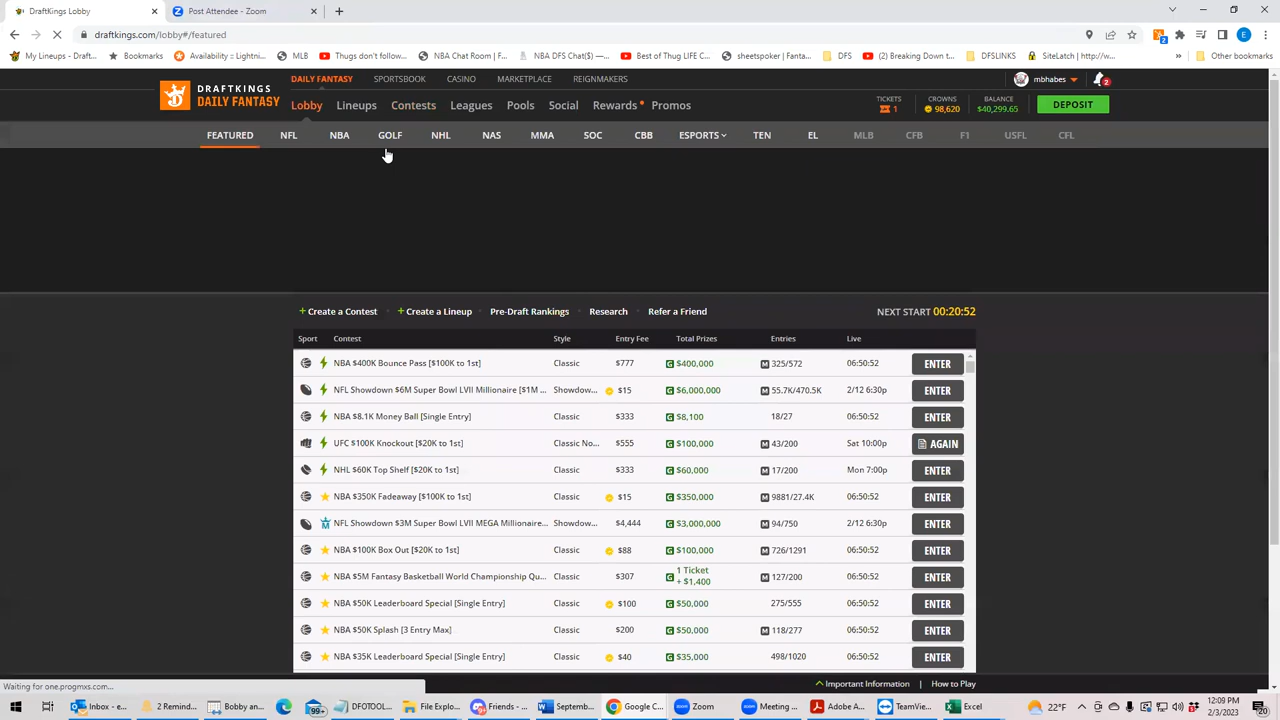 DraftKings Lobby
Post Attendee - Zoom
draftkings.com/lobby#/featured
My Lineups - Draft...
Bookmarks
Availability :: Lightni...
MLB
Thugs don't follow...
NBA Chat Room | F...
NBA DFS Chat($) — T...
Best of Thug LIFE C...
sheetspoker | Fanta...
DFS
(2) Breaking Down t...
DFSLINKS
SiteLatch | http://w...
Other bookmarks
DAILY FANTASY SPORTSBOOK CASINO MARKETPLACE REIGNMAKERS
mbhabes 2
DRAFTKINGS
DAILY FANTASY
Lobby Lineups Contests Leagues Pools Social Rewards Promos
TICKETS CROWNS BALANCE
1 98,620 $40,299.65
DEPOSIT
FEATURED NFL NBA GOLF NHL NAS MMA SOC CBB ESPORTS TEN EL MLB CFB F1 USFL CFL
+ Create a Contest + Create a Lineup Pre-Draft Rankings Research Refer a Friend NEXT START 00:20:52
Sport Contest Style Entry Fee Total Prizes Entries Live
NBA $400K Bounce Pass [$100K to 1st] Classic $777 G $400,000 M 325/572 06:50:52 ENTER
NFL Showdown $6M Super Bowl LVII Millionaire [$1M ... Showdow... $15 G $6,000,000 M 55.7K/470.5K 2/12 6:30p ENTER
NBA $8.1K Money Ball [Single Entry] Classic $333 G $8,100 18/27 06:50:52 ENTER
UFC $100K Knockout [$20K to 1st] Classic No... $555 G $100,000 M 43/200 Sat 10:00p AGAIN
NHL $60K Top Shelf [$20K to 1st] Classic $333 G $60,000 M 17/200 Mon 7:00p ENTER
NBA $350K Fadeaway [$100K to 1st] Classic $15 G $350,000 M 9881/27.4K 06:50:52 ENTER
M NFL Showdown $3M Super Bowl LVII MEGA Millionaire... Showdow... $4,444 G $3,000,000 M 94/750 2/12 6:30p ENTER
NBA $100K Box Out [$20K to 1st] Classic $88 G $100,000 M 726/1291 06:50:52 ENTER
NBA $5M Fantasy Basketball World Championship Qu... Classic $307 G 1 Ticket + $1,400 M 127/200 06:50:52 ENTER
NBA $50K Leaderboard Special [Single Entry] Classic $100 G $50,000 275/555 06:50:52 ENTER
NBA $50K Splash [3 Entry Max] Classic $200 G $50,000 M 118/277 06:50:52 ENTER
NBA $35K Leaderboard Special [Single Entry] Classic $40 G $35,000 498/1020 06:50:52 ENTER
Important Information How to Play
Waiting for one.progmxs.com...
Inbox - e...
2 Remind...
Bobby an...
99+
DFOTOOL...
File Explo...
Friends - ...
Septemb...
Google C...
Zoom
Meeting ...
Adobe A...
TeamVie...
Excel
22°F
12:09 PM
2/3/2023
20